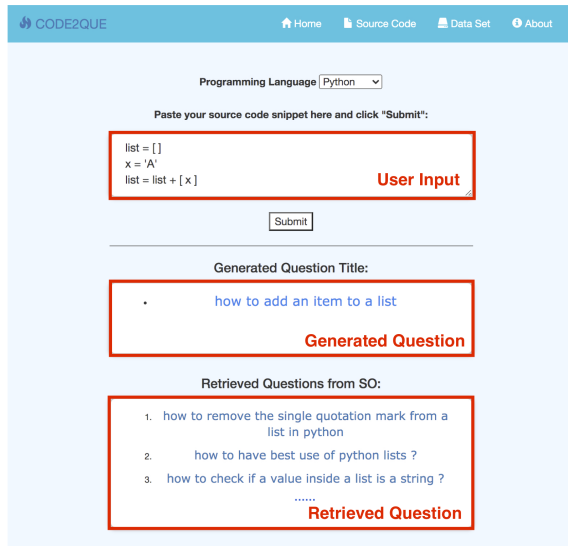 CODE2QUE
Home
Source Code
Data Set
About
Programming Language Python
Paste your source code snippet here and click "Submit":
list = [ ]
x = 'A'
list = list + [ x ]
User Input
Submit
Generated Question Title:
• how to add an item to a list
Generated Question
Retrieved Questions from SO:
1. how to remove the single quotation mark from a
list in python
2. how to have best use of python lists ?
3. how to check if a value inside a list is a string ?
......
Retrieved Question